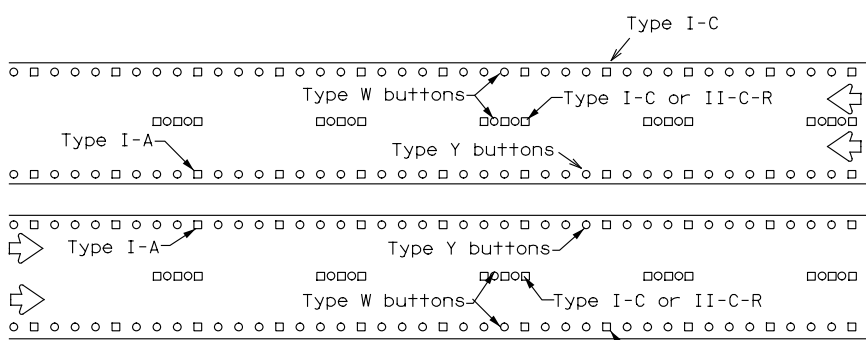 Type I-C
Type W buttons
Type I-C or II-C-R
Type I-A
Type Y buttons
Type I-A
Type Y buttons
Type W buttons
Type I-C or II-C-R